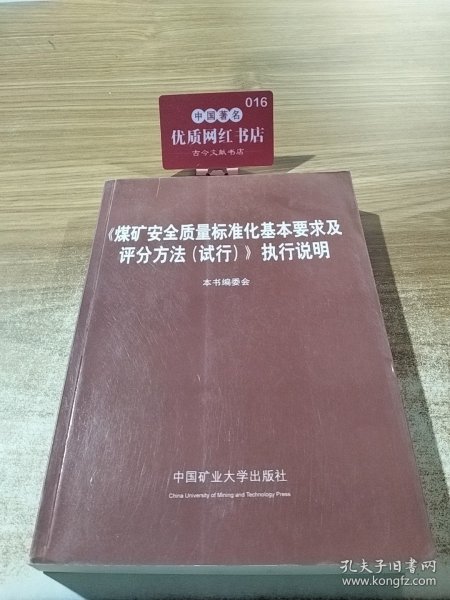 016
中国著名
优质网红书店
古今文献书店
《煤矿安全质量标准化基本要求及
评分方法(试行)》执行说明
本书编委会
中国矿业大学出版社
China University of Mining and Technology Press
孔夫子旧书网
www.kongfz.com